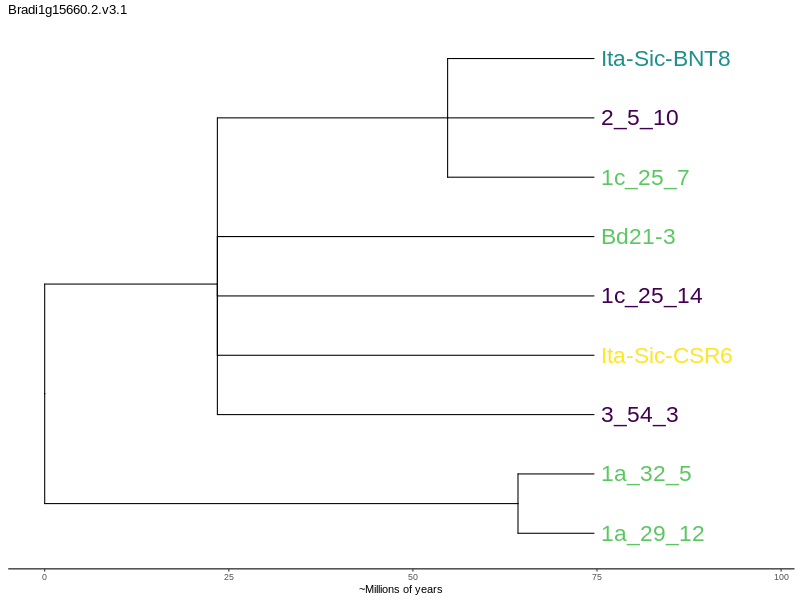 Bradi1g15660.2.v3.1
Ita-Sic-BNT8
2_5_10
1c_25_7
Bd21-3
1c_25_14
Ita-Sic-CSR6
3_54_3
1a_32_5
1a_29_12
0 25 50 75 100
~Millions of years